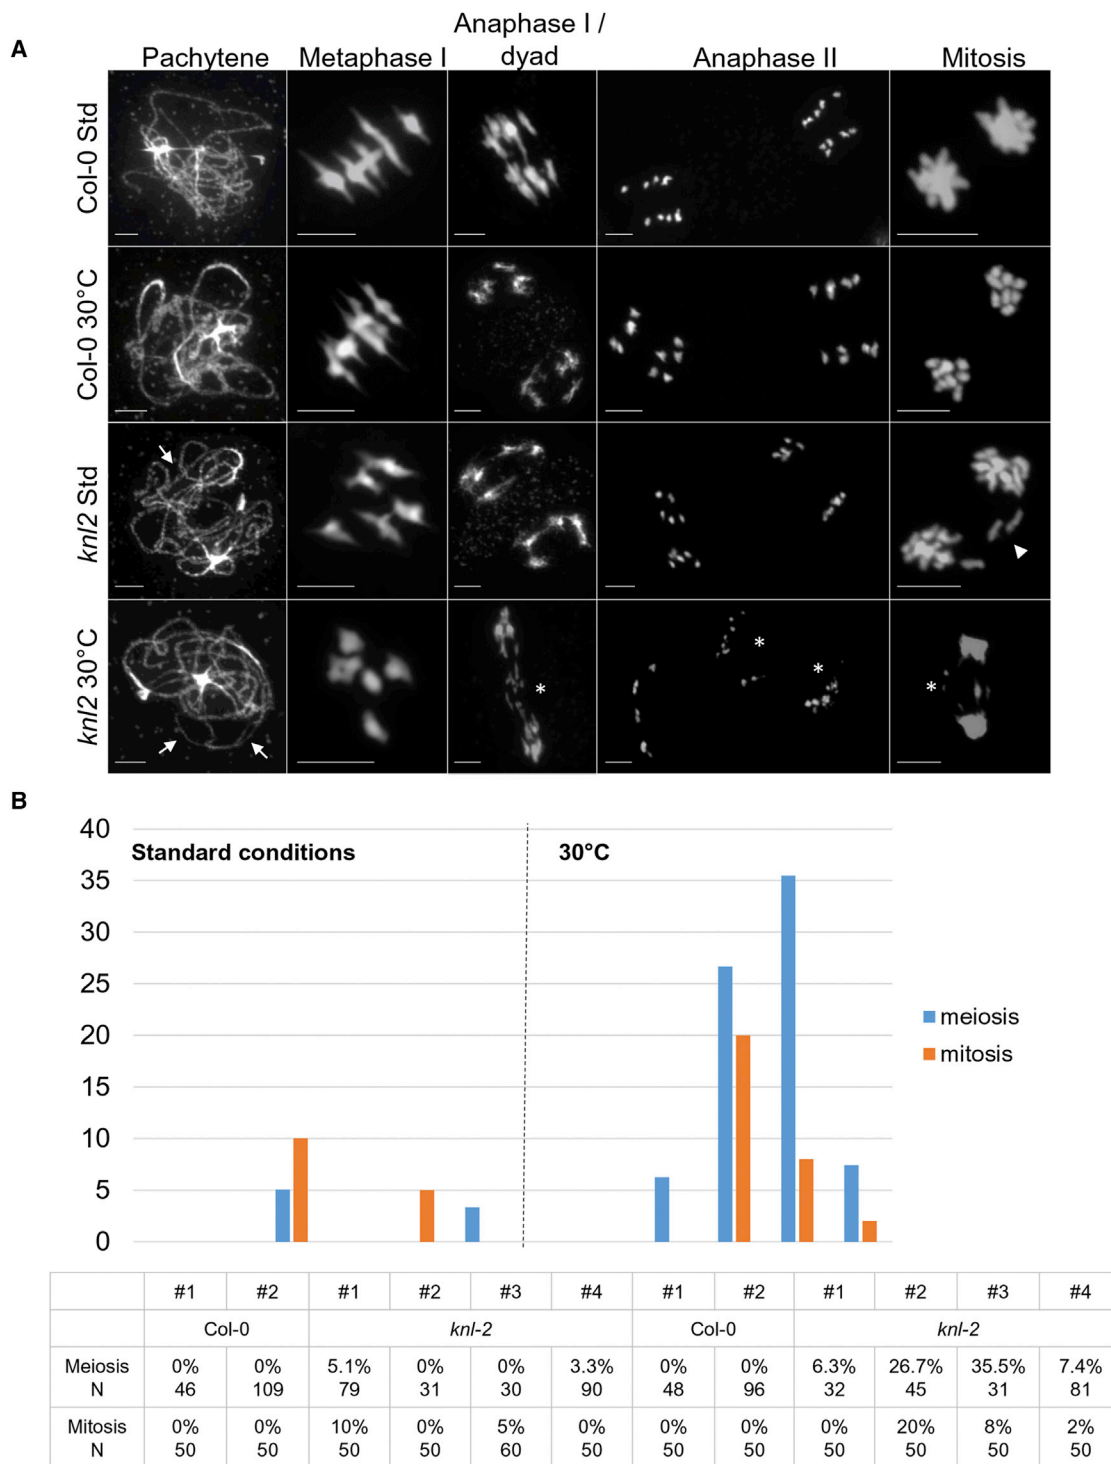 A
Pachytene Metaphase I Anaphase I / dyad Anaphase II Mitosis
Col-0 Std
Col-0 30°C
knl2 Std
knl2 30°C
*
*
*
*
B
Standard conditions 30°C
40
35
30
25
20
15
10
5
0
meiosis
mitosis
#1 #2 #1 #2 #3 #4 #1 #2 #1 #2 #3 #4
Col-0 knl-2 Col-0 knl-2
Meiosis 0% 0% 5.1% 0% 0% 3.3% 0% 0% 6.3% 26.7% 35.5% 7.4%
N 46 109 79 31 30 90 48 96 32 45 31 81
Mitosis 0% 0% 10% 0% 5% 0% 0% 0% 0% 20% 8% 2%
N 50 50 50 50 60 50 50 50 50 50 50 50